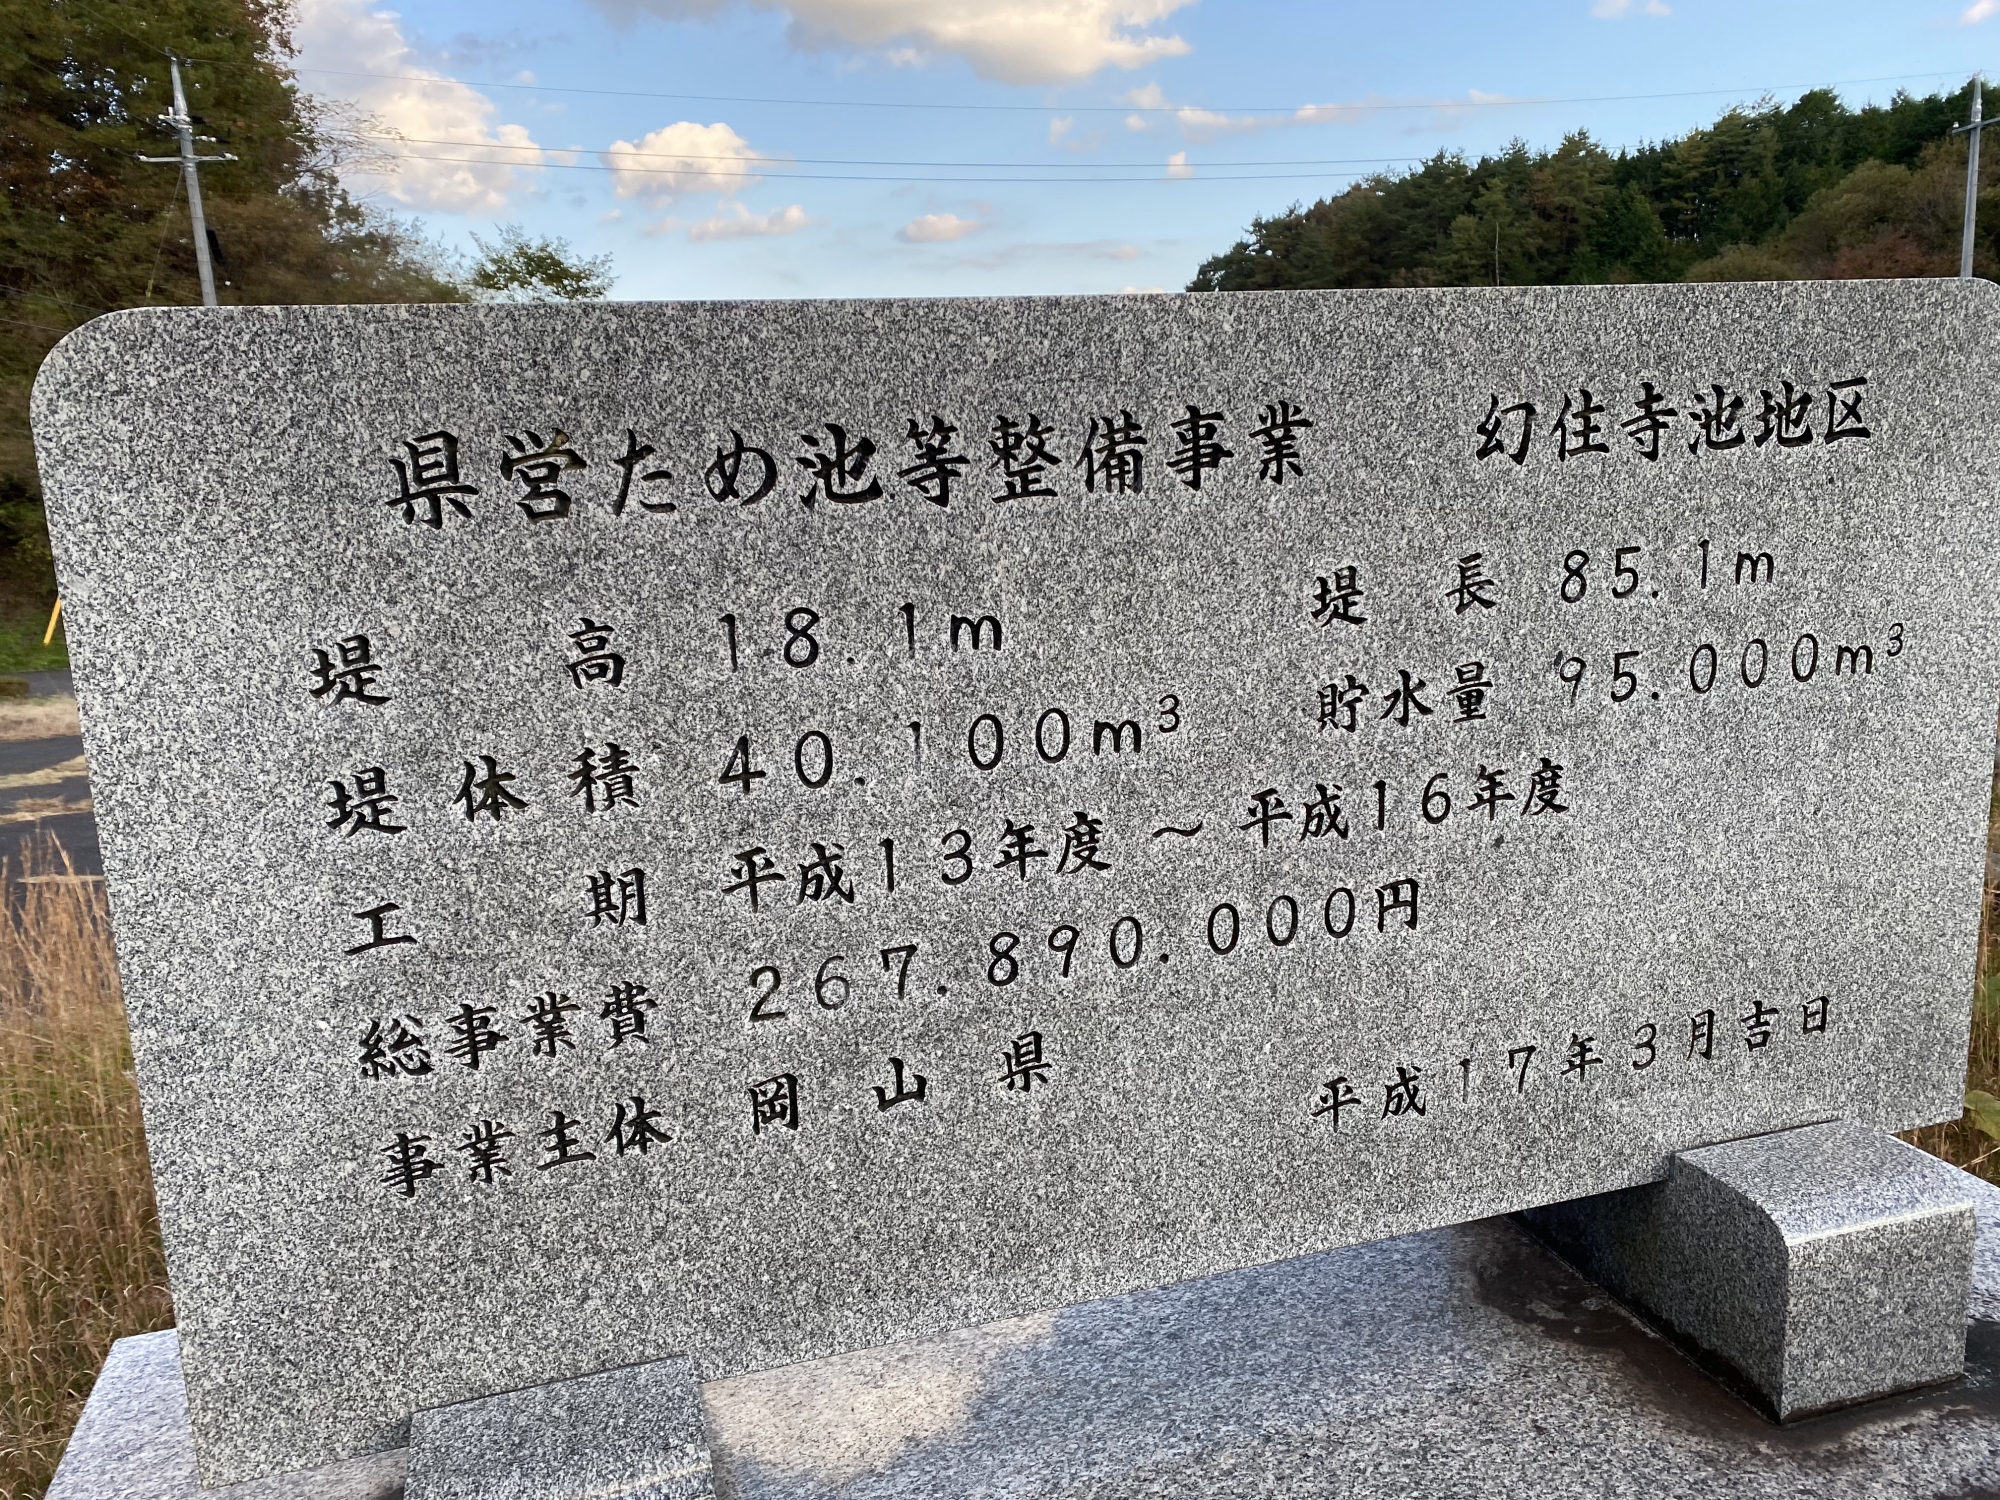 県営ため池等整備事業　幻住寺池地区
堤高　18.1m　堤長　85.1m
堤体積　40.100m³　貯水量　95.000m³
工期　平成13年度～平成16年度
総事業費　267.890.000円
事業主体　岡山県
平成17年3月吉日